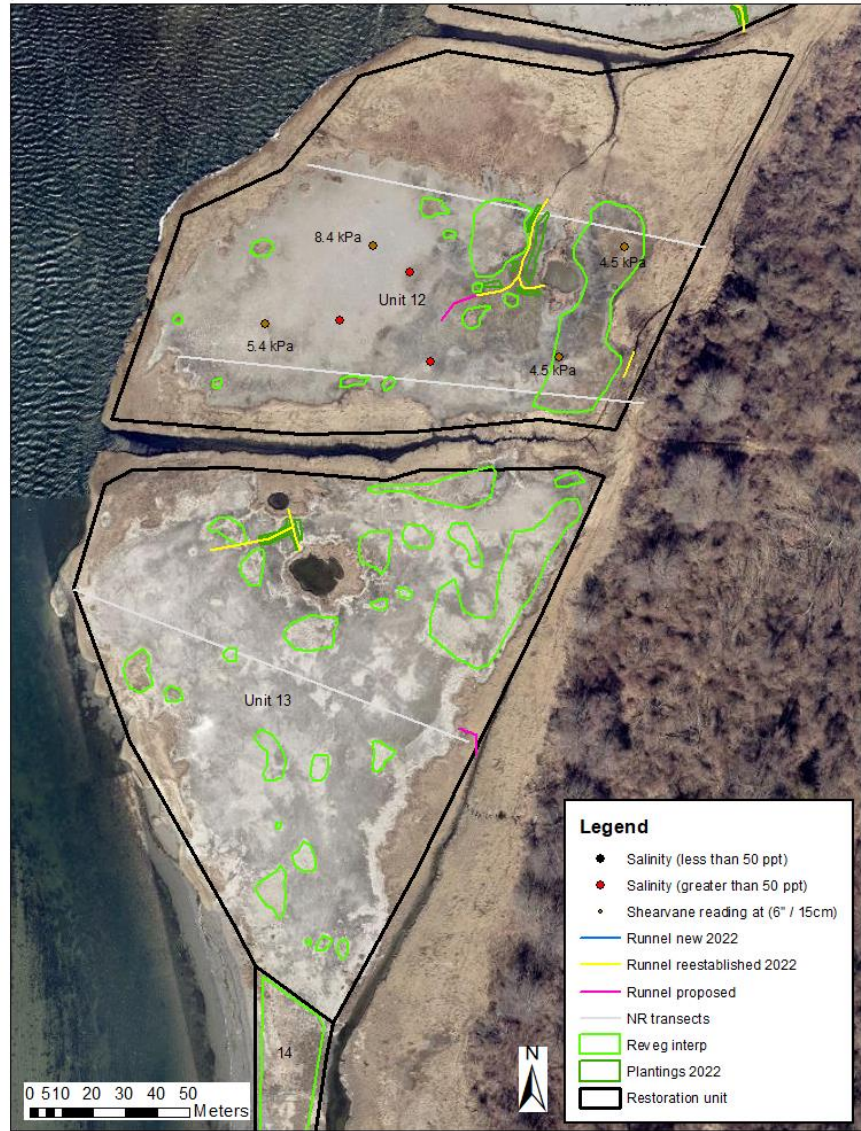 8.4 kPa
4.5 kPa
Unit 12
5.4 kPa
4.5 kPa
Unit 13
14
Legend
Salinity (less than 50 ppt)
Salinity (greater than 50 ppt)
Shearvane reading at (6" / 15cm)
Runnel new 2022
Runnel reestablished 2022
Runnel proposed
NR transects
Reveg interp
Plantings 2022
Restoration unit
N
0 510 20 30 40 50
Meters